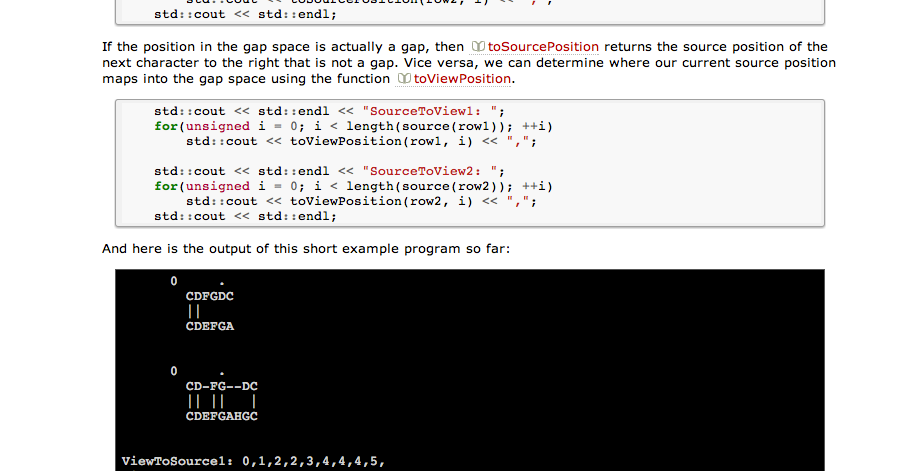 std::cout << std::endl;
If the position in the gap space is actually a gap, then toSourcePosition returns the source position of the
next character to the right that is not a gap. Vice versa, we can determine where our current source position
maps into the gap space using the function toViewPosition.
std::cout << std::endl << "SourceToView1: ";
for(unsigned i = 0; i < length(source(row1)); ++i)
std::cout << toViewPosition(row1, i) << ",";
std::cout << std::endl << "SourceToView2: ";
for(unsigned i = 0; i < length(source(row2)); ++i)
std::cout << toViewPosition(row2, i) << ",";
std::cout << std::endl;
And here is the output of this short example program so far:
0 .
CDFGDC
||
CDEFGA
0 .
CD-FG--DC
|| || |
CDEFGAHGC
ViewToSource1: 0,1,2,2,3,4,4,4,5,